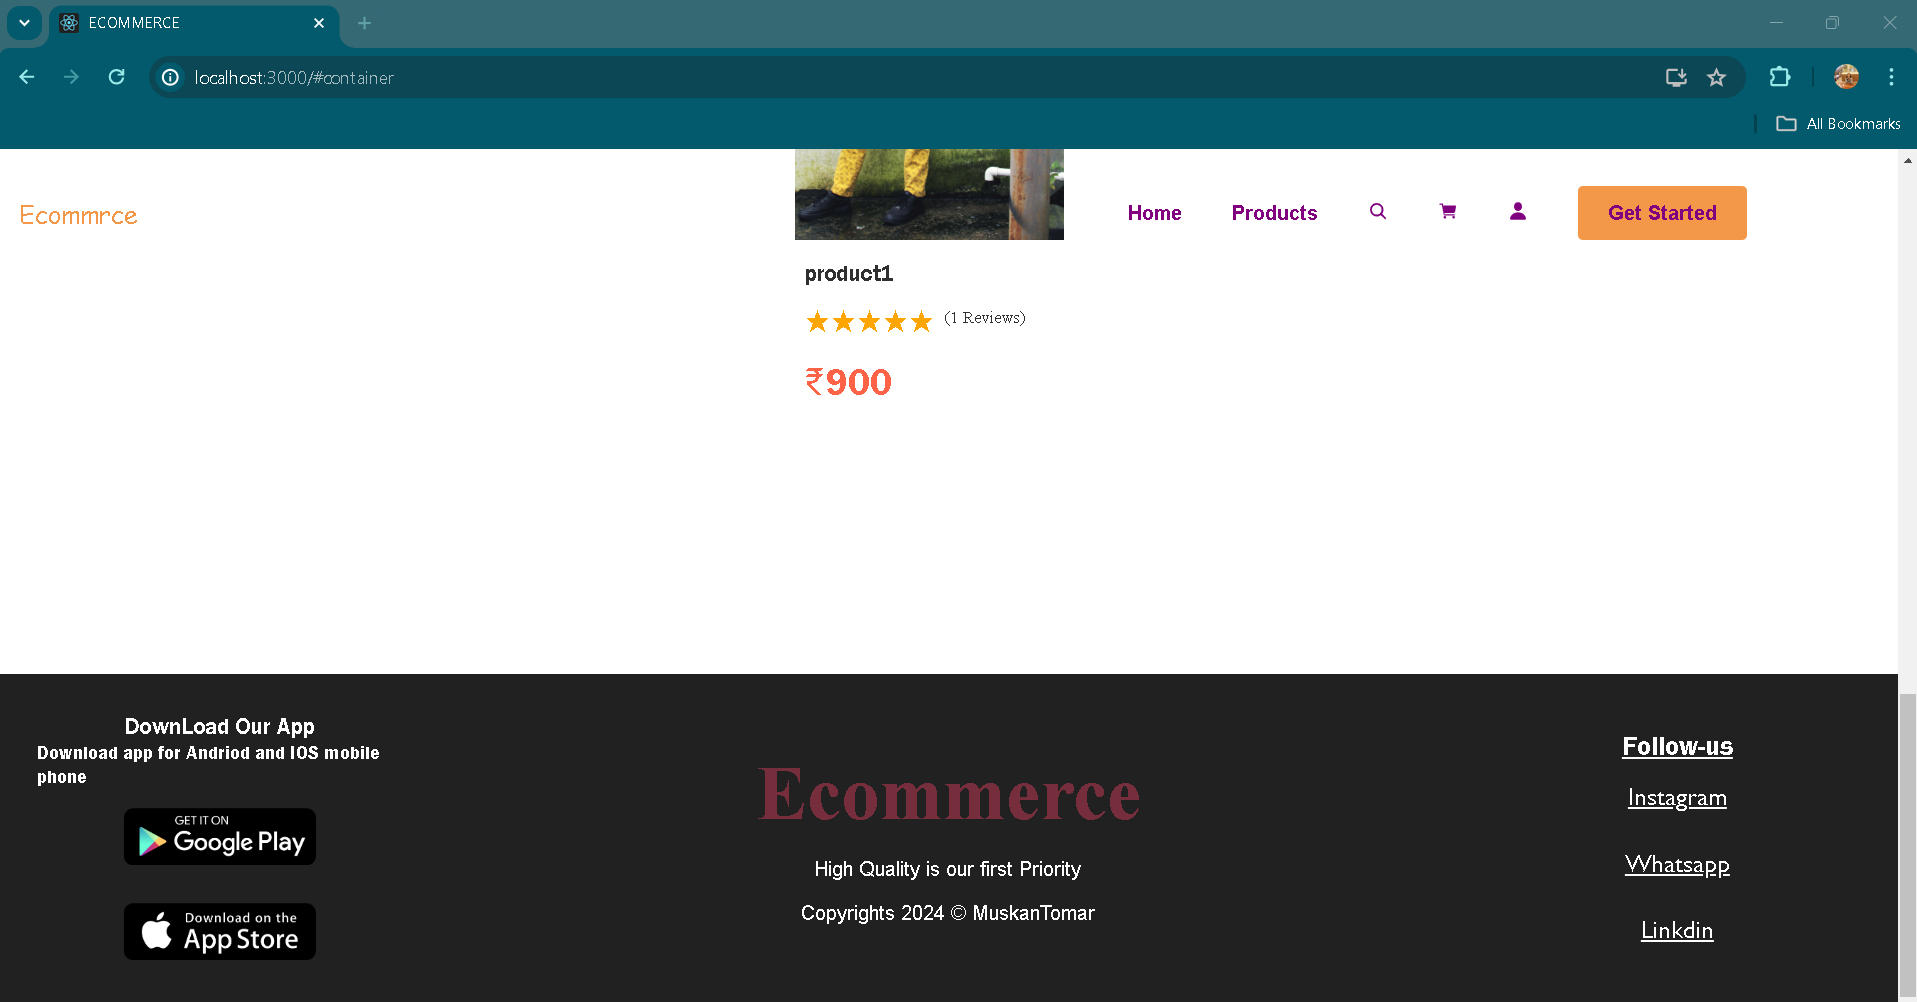 ECOMMERCE
localhost:3000/#container
All Bookmarks
Ecommrce
Home
Products
Get Started
product1
(1 Reviews)
₹900
DownLoad Our App
Download app for Andriod and IOS mobile
phone
GET IT ON
Google Play
Download on the
App Store
Ecommerce
High Quality is our first Priority
Copyrights 2024 © MuskanTomar
Follow-us
Instagram
Whatsapp
Linkdin